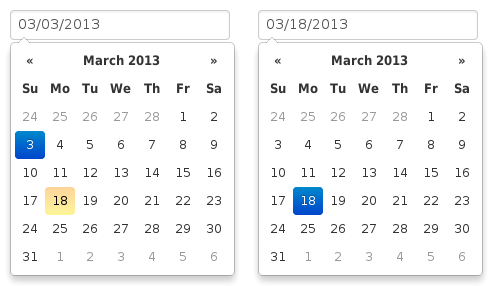 03/03/2013
« March 2013 »
Su Mo Tu We Th Fr Sa
24 25 26 27 28 1 2
3 4 5 6 7 8 9
10 11 12 13 14 15 16
17 18 19 20 21 22 23
24 25 26 27 28 29 30
31 1 2 3 4 5 6
03/18/2013
« March 2013 »
Su Mo Tu We Th Fr Sa
24 25 26 27 28 1 2
3 4 5 6 7 8 9
10 11 12 13 14 15 16
17 18 19 20 21 22 23
24 25 26 27 28 29 30
31 1 2 3 4 5 6